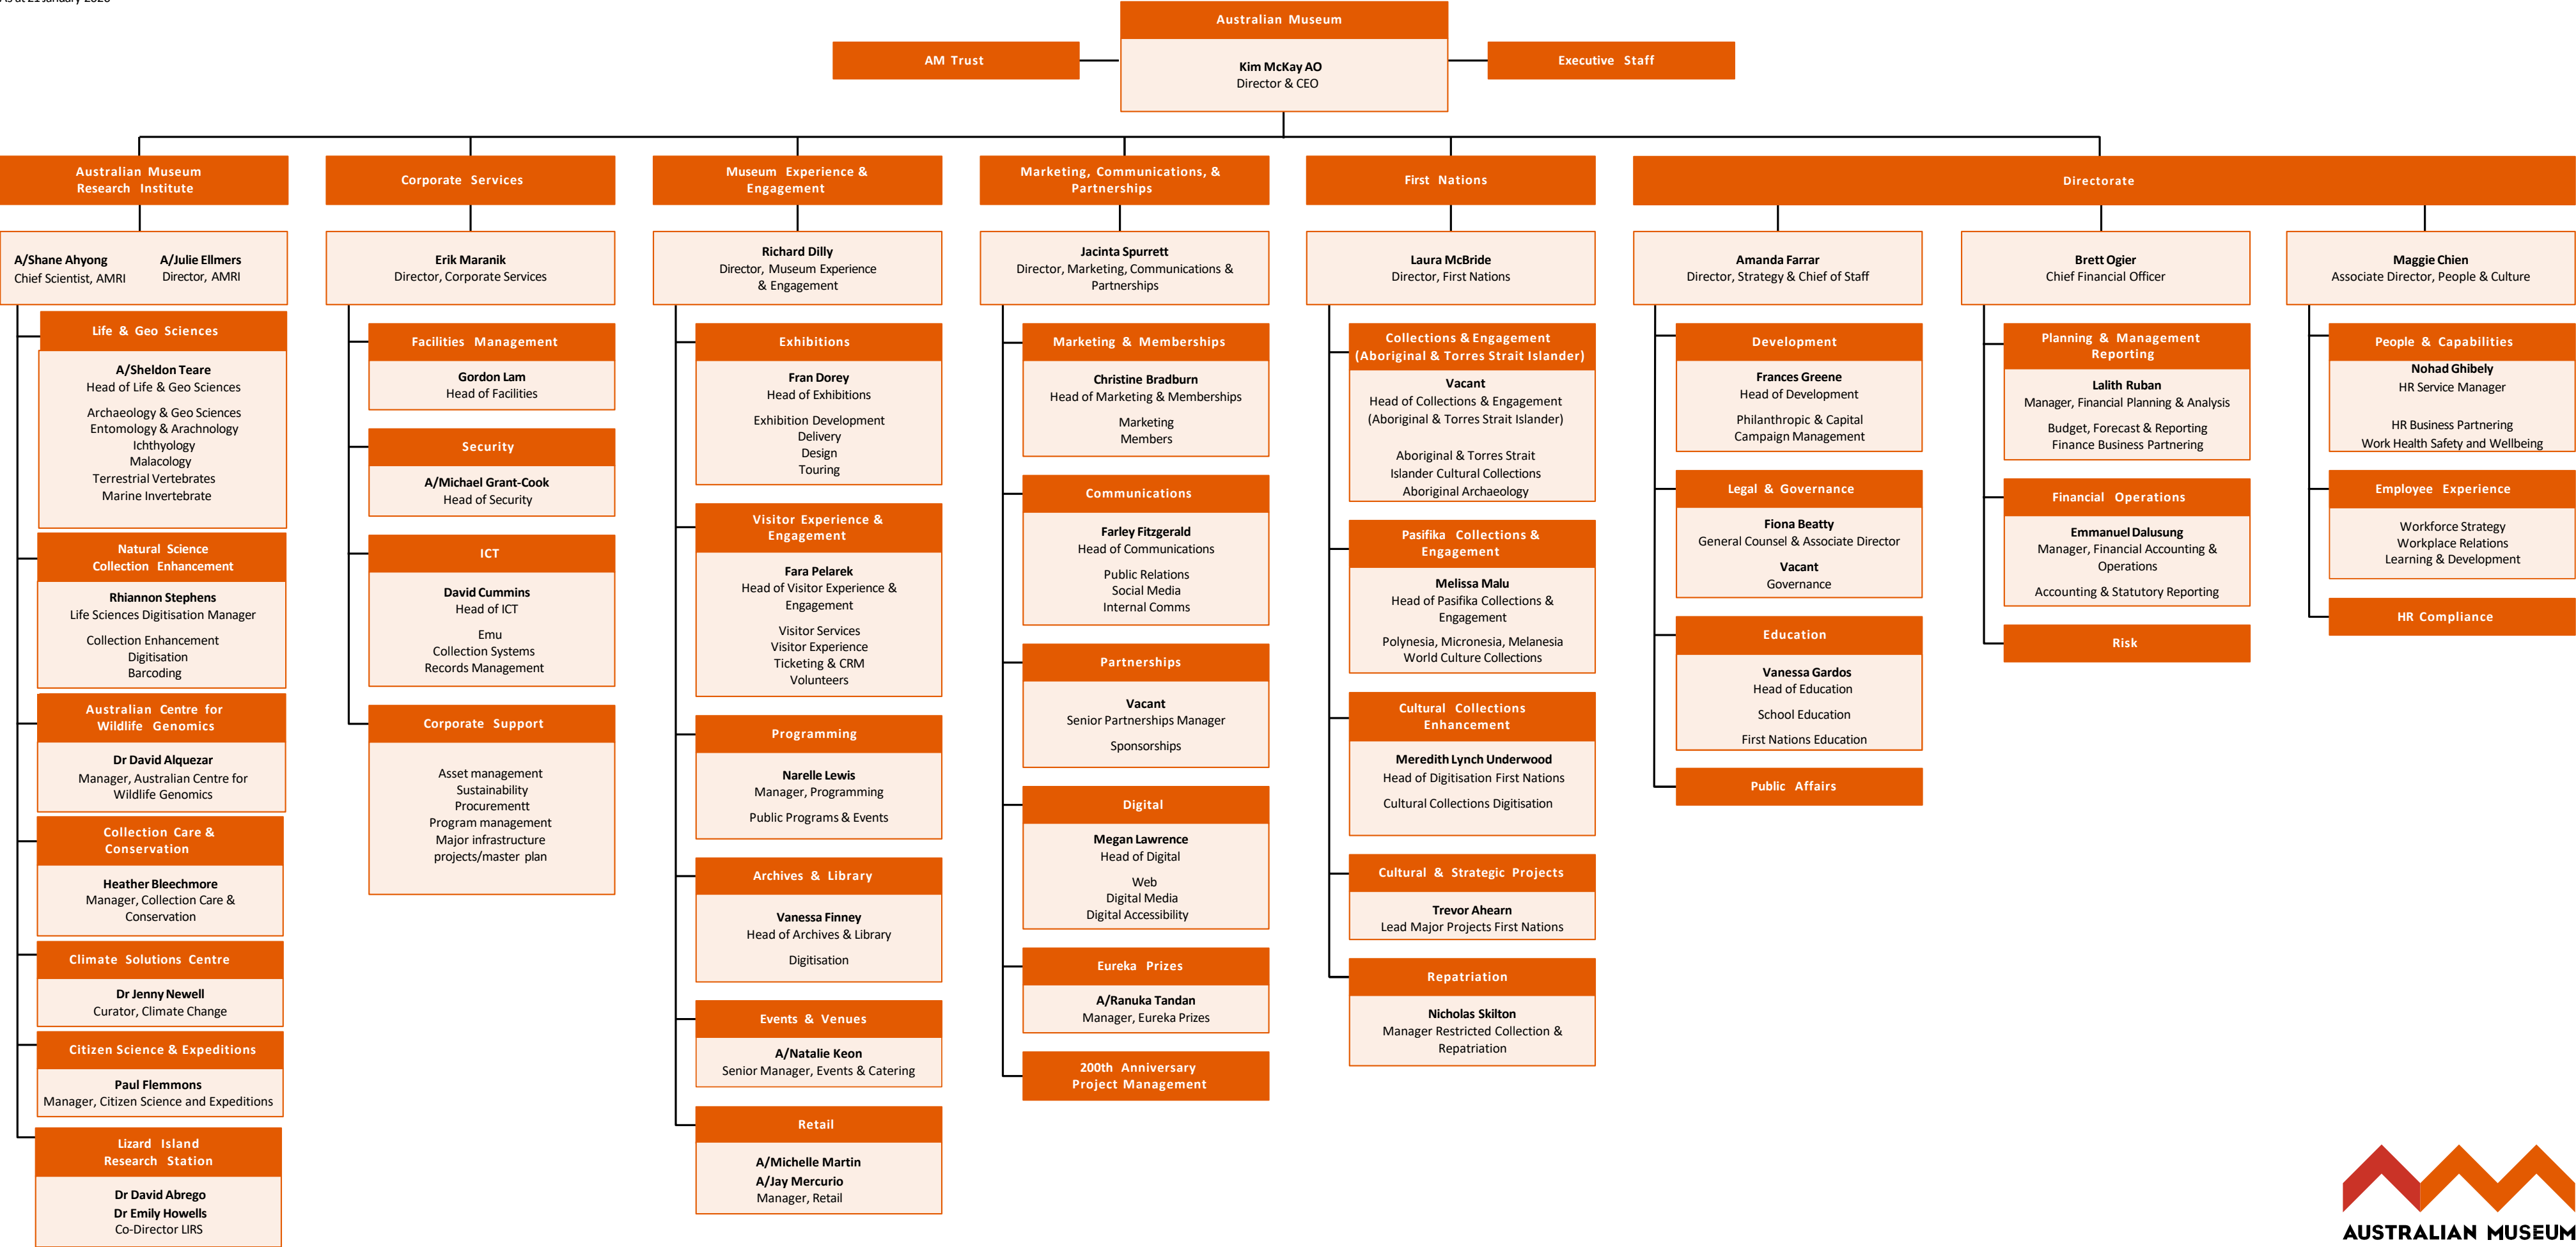 As at 21 January 2026
Australian Museum
Kim McKay AO
Director & CEO
AM Trust
Executive Staff
Australian Museum
Research Institute
A/Shane Ahyong
Chief Scientist, AMRI
A/Julie Ellmers
Director, AMRI
Life & Geo Sciences
A/Sheldon Teare
Head of Life & Geo Sciences
Archaeology & Geo Sciences
Entomology & Arachnology
Ichthyology
Malacology
Terrestrial Vertebrates
Marine Invertebrate
Natural Science
Collection Enhancement
Rhiannon Stephens
Life Sciences Digitisation Manager
Collection Enhancement
Digitisation
Barcoding
Australian Centre for
Wildlife Genomics
Dr David Alquezar
Manager, Australian Centre for
Wildlife Genomics
Collection Care &
Conservation
Heather Bleechmore
Manager, Collection Care &
Conservation
Climate Solutions Centre
Dr Jenny Newell
Curator, Climate Change
Citizen Science & Expeditions
Paul Flemmons
Manager, Citizen Science and Expeditions
Lizard Island
Research Station
Dr David Abrego
Dr Emily Howells
Co-Director LIRS
Corporate Services
Erik Maranik
Director, Corporate Services
Facilities Management
Gordon Lam
Head of Facilities
Security
A/Michael Grant-Cook
Head of Security
ICT
David Cummins
Head of ICT
Emu
Collection Systems
Records Management
Corporate Support
Asset management
Sustainability
Procurementt
Program management
Major infrastructure
projects/master plan
Museum Experience &
Engagement
Richard Dilly
Director, Museum Experience
& Engagement
Exhibitions
Fran Dorey
Head of Exhibitions
Exhibition Development
Delivery
Design
Touring
Visitor Experience &
Engagement
Fara Pelarek
Head of Visitor Experience &
Engagement
Visitor Services
Visitor Experience
Ticketing & CRM
Volunteers
Programming
Narelle Lewis
Manager, Programming
Public Programs & Events
Archives & Library
Vanessa Finney
Head of Archives & Library
Digitisation
Events & Venues
A/Natalie Keon
Senior Manager, Events & Catering
Retail
A/Michelle Martin
A/Jay Mercurio
Manager, Retail
Marketing, Communications, &
Partnerships
Jacinta Spurrett
Director, Marketing, Communications &
Partnerships
Marketing & Memberships
Christine Bradburn
Head of Marketing & Memberships
Marketing
Members
Communications
Farley Fitzgerald
Head of Communications
Public Relations
Social Media
Internal Comms
Partnerships
Vacant
Senior Partnerships Manager
Sponsorships
Digital
Megan Lawrence
Head of Digital
Web
Digital Media
Digital Accessibility
Eureka Prizes
A/Ranuka Tandan
Manager, Eureka Prizes
200th Anniversary
Project Management
First Nations
Laura McBride
Director, First Nations
Collections & Engagement
(Aboriginal & Torres Strait Islander)
Vacant
Head of Collections & Engagement
(Aboriginal & Torres Strait Islander)
Aboriginal & Torres Strait
Islander Cultural Collections
Aboriginal Archaeology
Pasifika Collections &
Engagement
Melissa Malu
Head of Pasifika Collections &
Engagement
Polynesia, Micronesia, Melanesia
World Culture Collections
Cultural Collections
Enhancement
Meredith Lynch Underwood
Head of Digitisation First Nations
Cultural Collections Digitisation
Cultural & Strategic Projects
Trevor Ahearn
Lead Major Projects First Nations
Repatriation
Nicholas Skilton
Manager Restricted Collection &
Repatriation
Directorate
Amanda Farrar
Director, Strategy & Chief of Staff
Development
Frances Greene
Head of Development
Philanthropic & Capital
Campaign Management
Legal & Governance
Fiona Beatty
General Counsel & Associate Director
Vacant
Governance
Education
Vanessa Gardos
Head of Education
School Education
First Nations Education
Public Affairs
Brett Ogier
Chief Financial Officer
Planning & Management
Reporting
Lalith Ruban
Manager, Financial Planning & Analysis
Budget, Forecast & Reporting
Finance Business Partnering
Financial Operations
Emmanuel Dalusung
Manager, Financial Accounting &
Operations
Accounting & Statutory Reporting
Risk
Maggie Chien
Associate Director, People & Culture
People & Capabilities
Nohad Ghibely
HR Service Manager
HR Business Partnering
Work Health Safety and Wellbeing
Employee Experience
Workforce Strategy
Workplace Relations
Learning & Development
HR Compliance
AUSTRALIAN MUSEUM